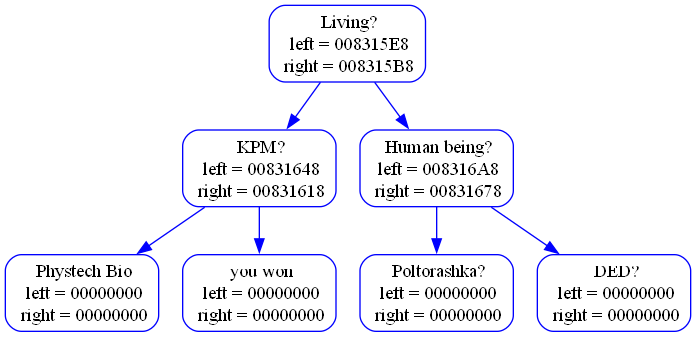 Living?
left = 008315E8
right = 008315B8
KPM?
left = 00831648
right = 00831618
Human being?
left = 008316A8
right = 00831678
Phystech Bio
left = 00000000
right = 00000000
you won
left = 00000000
right = 00000000
Poltorashka?
left = 00000000
right = 00000000
DED?
left = 00000000
right = 00000000